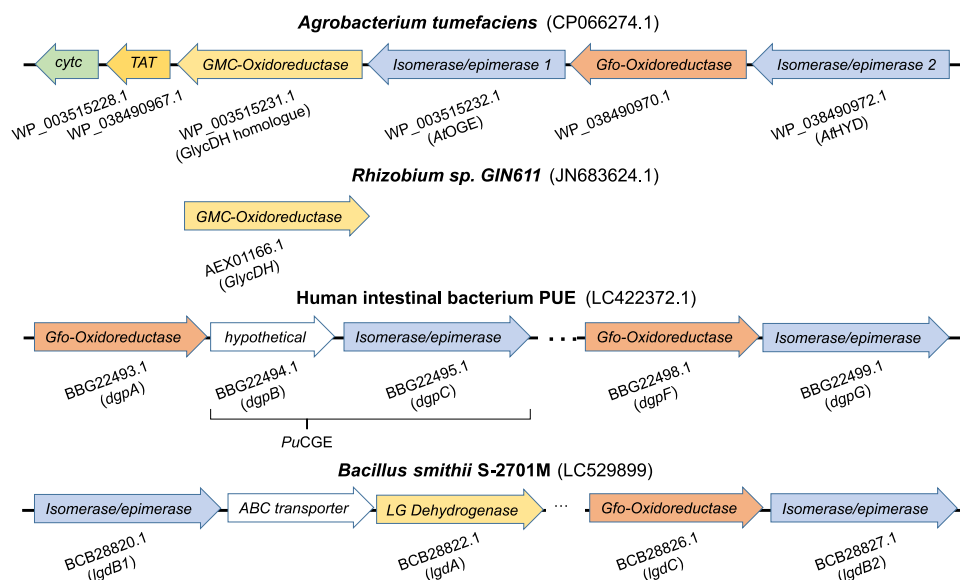 Agrobacterium tumefaciens (CP066274.1)
cytc TAT GMC-Oxidoreductase Isomerase/epimerase 1 Gfo-Oxidoreductase Isomerase/epimerase 2
WP_003515228.1
WP_038490967.1
WP_003515231.1
(GlycDH homologue)
WP_003515232.1
(AtOGE)
WP_038490970.1
WP_038490972.1
(AtHYD)
Rhizobium sp. GIN611 (JN683624.1)
GMC-Oxidoreductase
AEX01166.1
(GlycDH)
Human intestinal bacterium PUE (LC422372.1)
Gfo-Oxidoreductase hypothetical Isomerase/epimerase ... Gfo-Oxidoreductase Isomerase/epimerase
BBG22493.1
(dgpA)
BBG22494.1
(dgpB)
BBG22495.1
(dgpC)
BBG22498.1
(dgpF)
BBG22499.1
(dgpG)
PuCGE
Bacillus smithii S-2701M (LC529899)
Isomerase/epimerase ABC transporter LG Dehydrogenase ... Gfo-Oxidoreductase Isomerase/epimerase
BCB28820.1
(lgdB1)
BCB28822.1
(lgdA)
BCB28826.1
(lgdC)
BCB28827.1
(lgdB2)